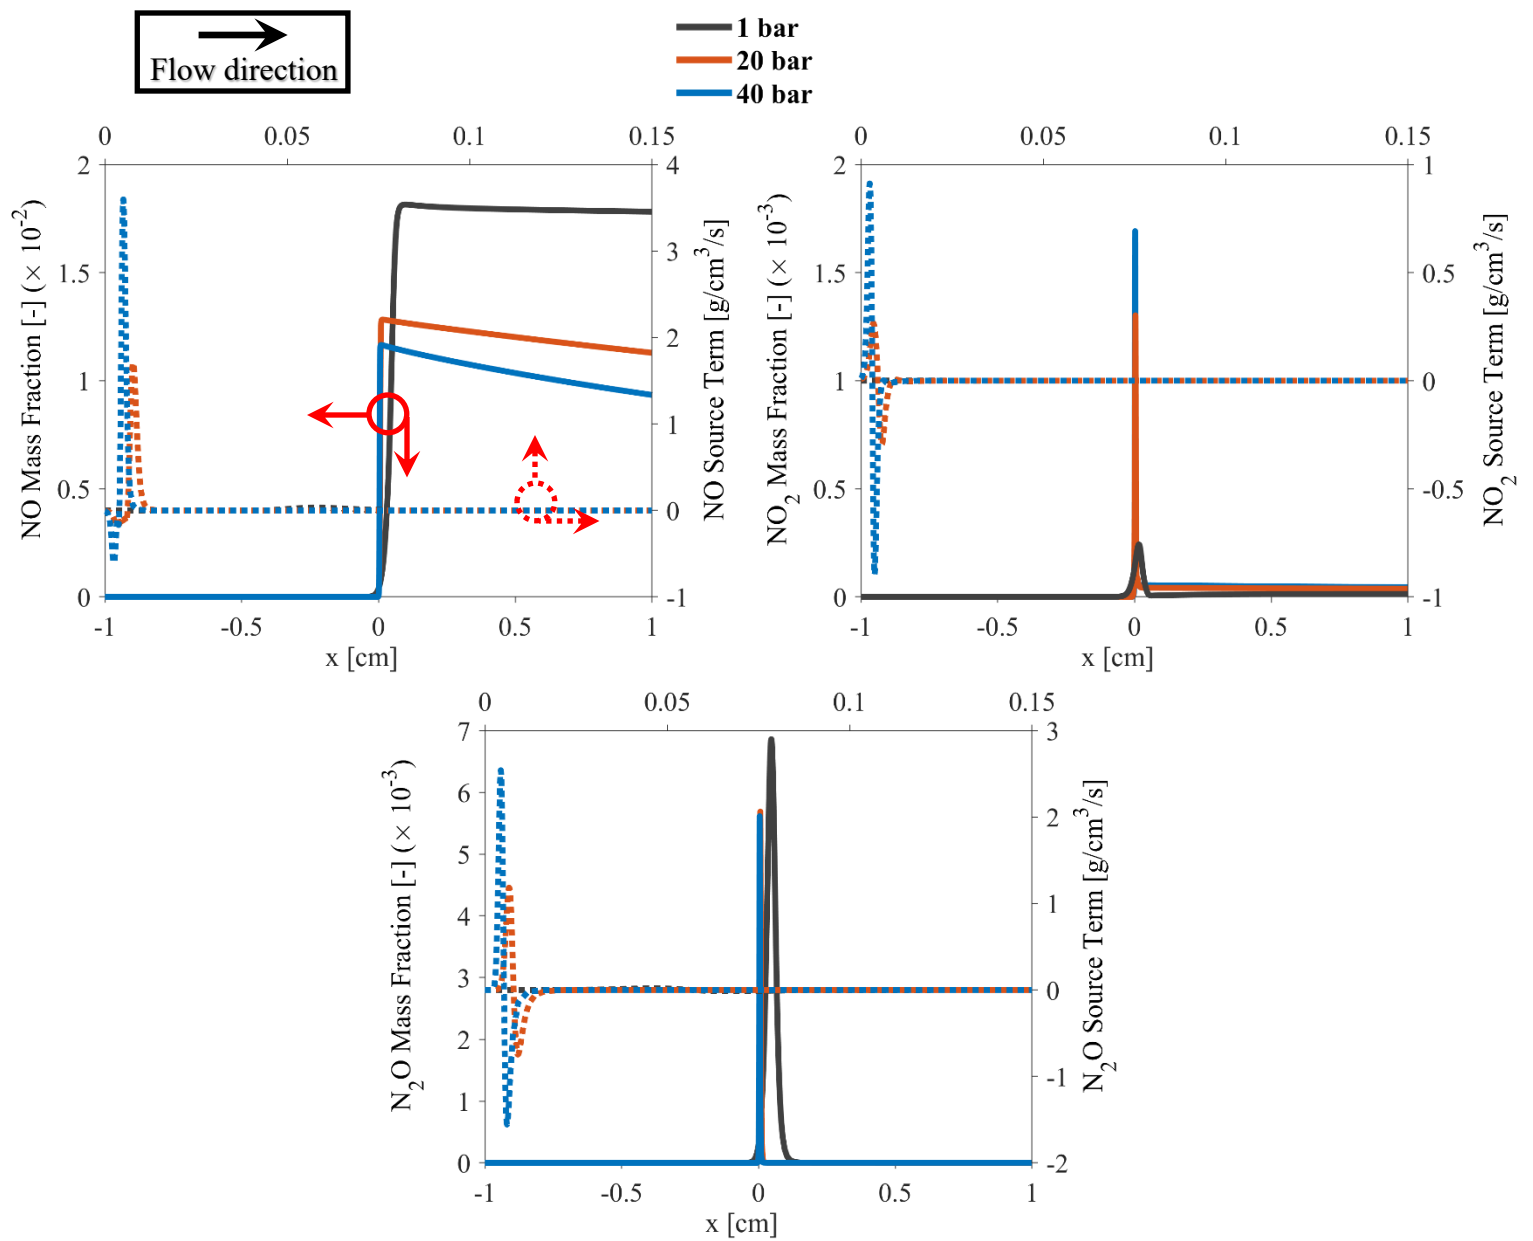 Flow direction
1 bar
20 bar
40 bar
0 0.05 0.1 0.15
NO Mass Fraction [-] (× 10⁻²)
2
1.5
1
0.5
0
4
3
2
1
0
-1
NO Source Term [g/cm³/s]
-1 -0.5 0 0.5 1
x [cm]
0 0.05 0.1 0.15
NO₂ Mass Fraction [-] (× 10⁻³)
2
1.5
1
0.5
0
1
0.5
0
-0.5
-1
NO₂ Source Term [g/cm³/s]
-1 -0.5 0 0.5 1
x [cm]
0 0.05 0.1 0.15
N₂O Mass Fraction [-] (× 10⁻³)
7
6
5
4
3
2
1
0
3
2
1
0
-1
-2
N₂O Source Term [g/cm³/s]
-1 -0.5 0 0.5 1
x [cm]